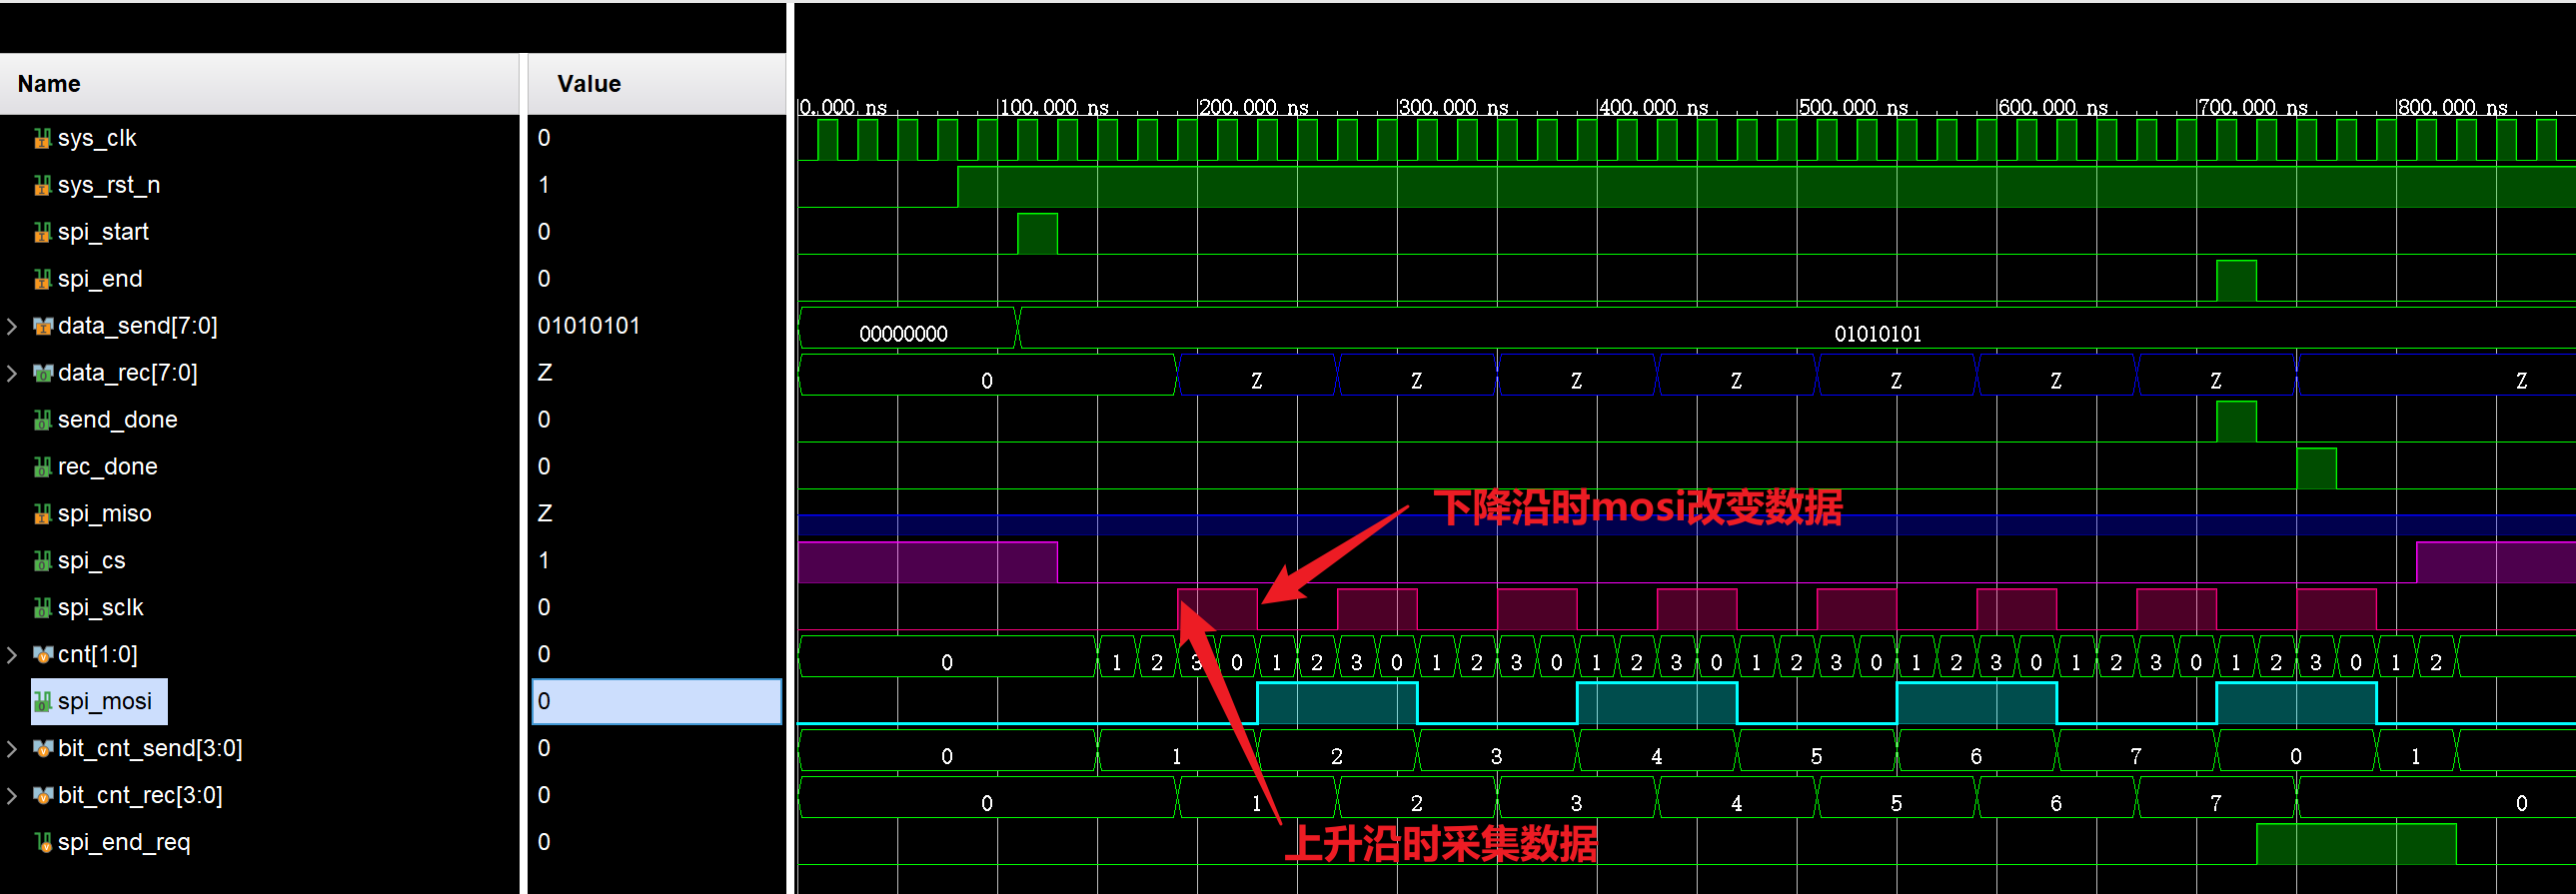 Name Value
0.000 ns 100.000 ns 200.000 ns 300.000 ns 400.000 ns 500.000 ns 600.000 ns 700.000 ns 800.000 ns
sys_clk 0
sys_rst_n 1
spi_start 0
spi_end 0
data_send[7:0] 01010101 00000000 01010101
data_rec[7:0] Z 0 Z Z Z Z Z Z Z Z
send_done 0
rec_done 0
spi_miso Z
下降沿时mosi改变数据
spi_cs 1
spi_sclk 0
cnt[1:0] 0 0 1 2 3 0 1 2 3 0 1 2 3 0 1 2 3 0 1 2 3 0 1 2 3 0 1 2 3 0 1 2 3 0 1 2
spi_mosi 0
bit_cnt_send[3:0] 0 0 1 2 3 4 5 6 7 0 1
bit_cnt_rec[3:0] 0 0 1 2 3 4 5 6 7 0
spi_end_req 0
上升沿时采集数据